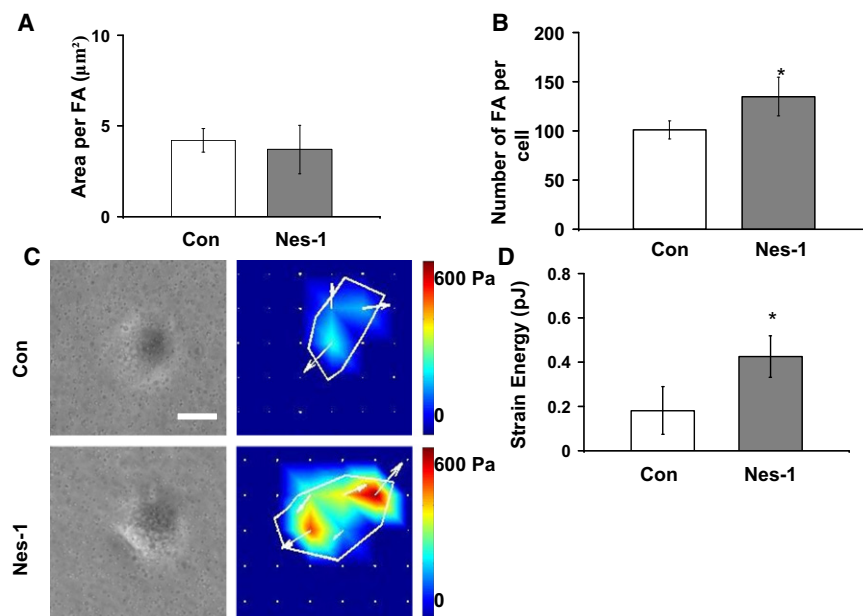 A
Area per FA (μm²)
10
5
0
Con
Nes-1
B
Number of FA per
cell
200
150
100
50
0
*
Con
Nes-1
C
Con
600 Pa
0
Nes-1
600 Pa
0
D
Strain Energy (pJ)
0.8
0.6
0.4
0.2
0
*
Con
Nes-1